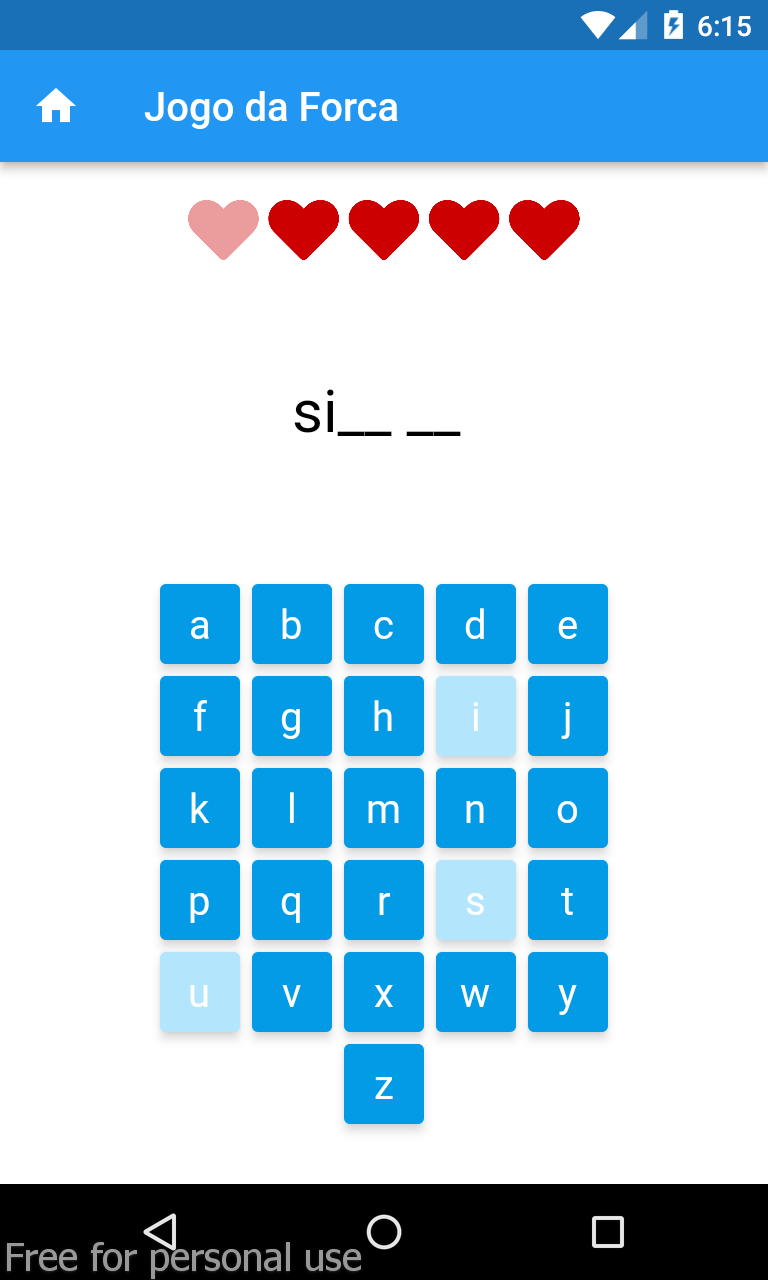 6:15
Jogo da Forca
si__ __
a b c d e
f g h i j
k l m n o
p q r s t
u v x w y
z
Free for personal use